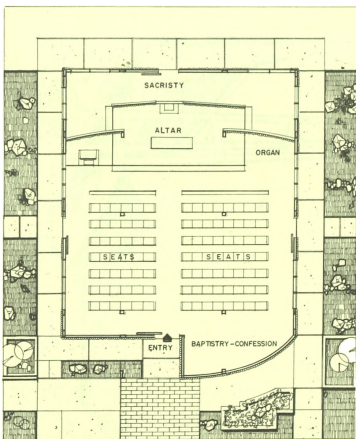 SACRISTY
ALTAR
ORGAN
SEATS SEATS
ENTRY BAPTISTRY-CONFESSION